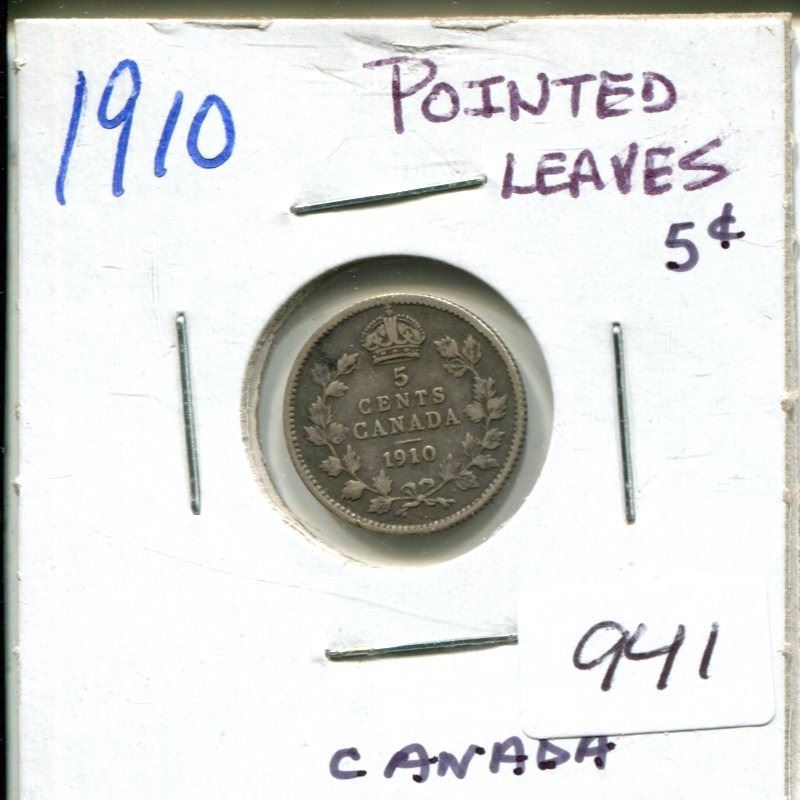 1910
POINTED
LEAVES
5¢
5
CENTS
CANADA
1910
941
CANADA